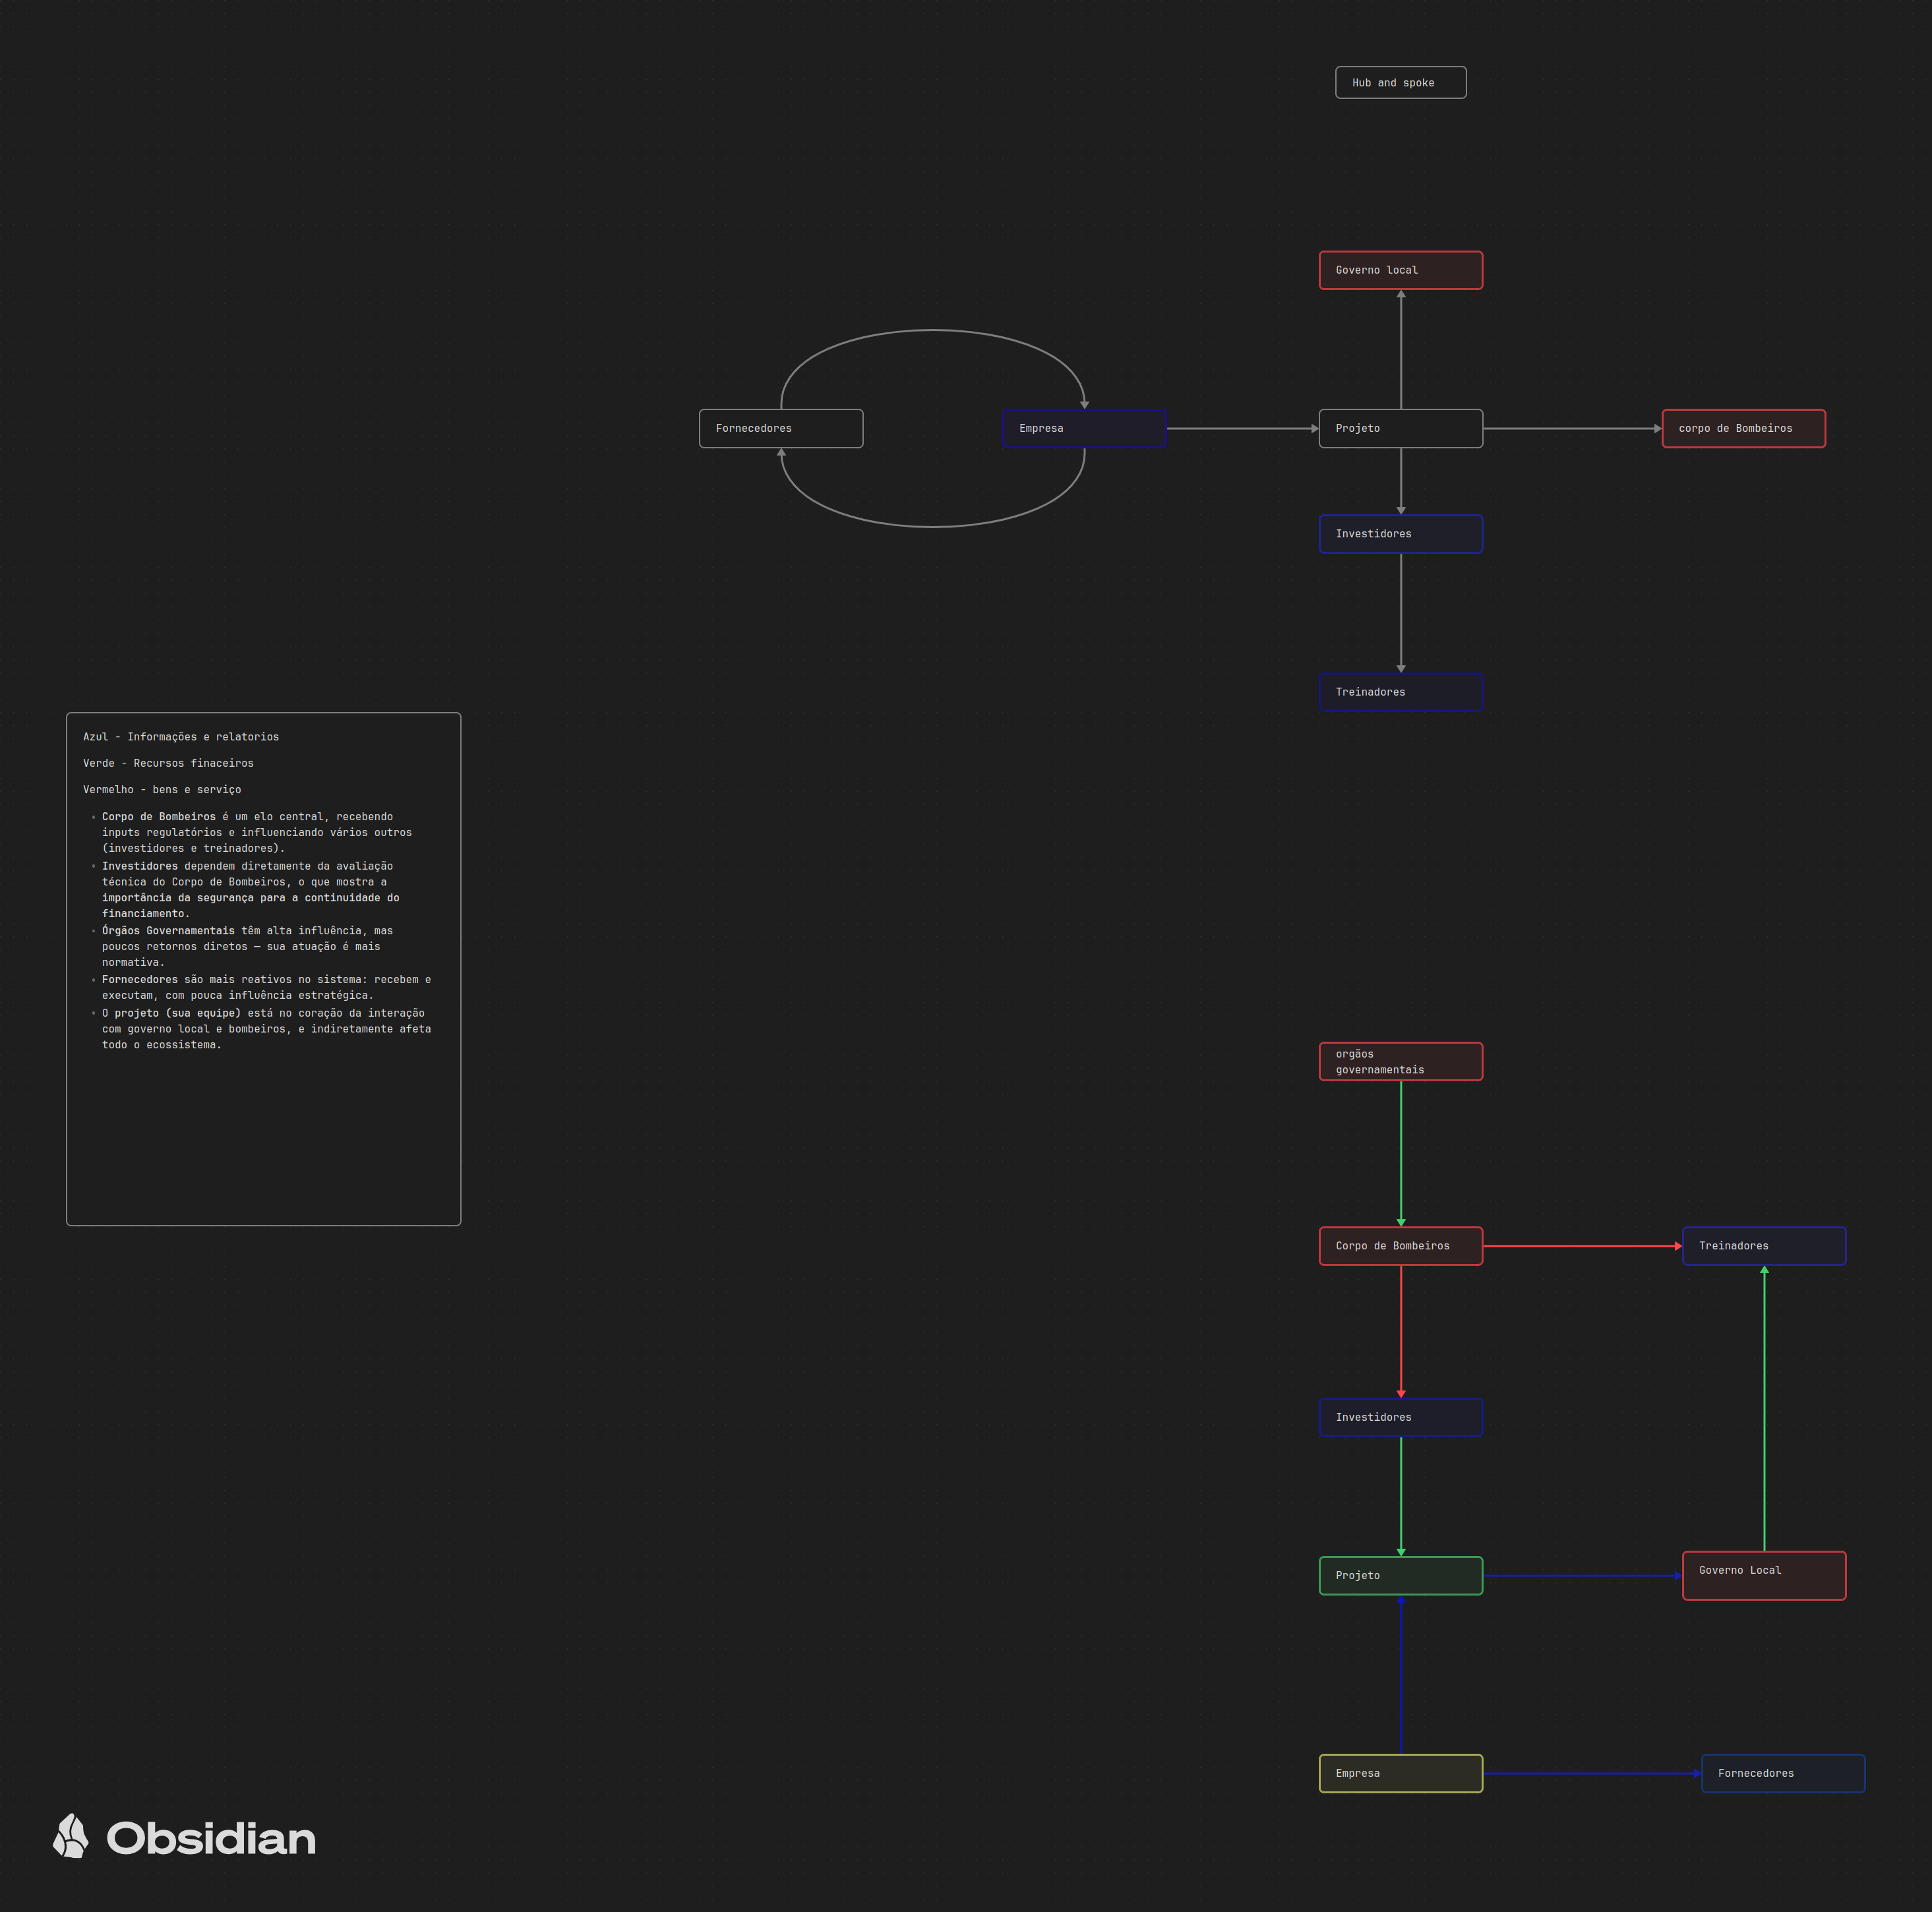 Hub and spoke
Governo local
Fornecedores
Empresa
Projeto
corpo de Bombeiros
Investidores
Treinadores
Azul - Informações e relatorios
Verde - Recursos finaceiros
Vermelho - bens e serviço
Corpo de Bombeiros é um elo central, recebendo
inputs regulatórios e influenciando vários outros
(investidores e treinadores).
Investidores dependem diretamente da avaliação
técnica do Corpo de Bombeiros, o que mostra a
importância da segurança para a continuidade do
financiamento.
Órgãos Governamentais têm alta influência, mas
poucos retornos diretos — sua atuação é mais
normativa.
Fornecedores são mais reativos no sistema: recebem e
executam, com pouca influência estratégica.
O projeto (sua equipe) está no coração da interação
com governo local e bombeiros, e indiretamente afeta
todo o ecossistema.
orgãos
governamentais
Corpo de Bombeiros
Treinadores
Investidores
Projeto
Governo Local
Empresa
Fornecedores
Obsidian